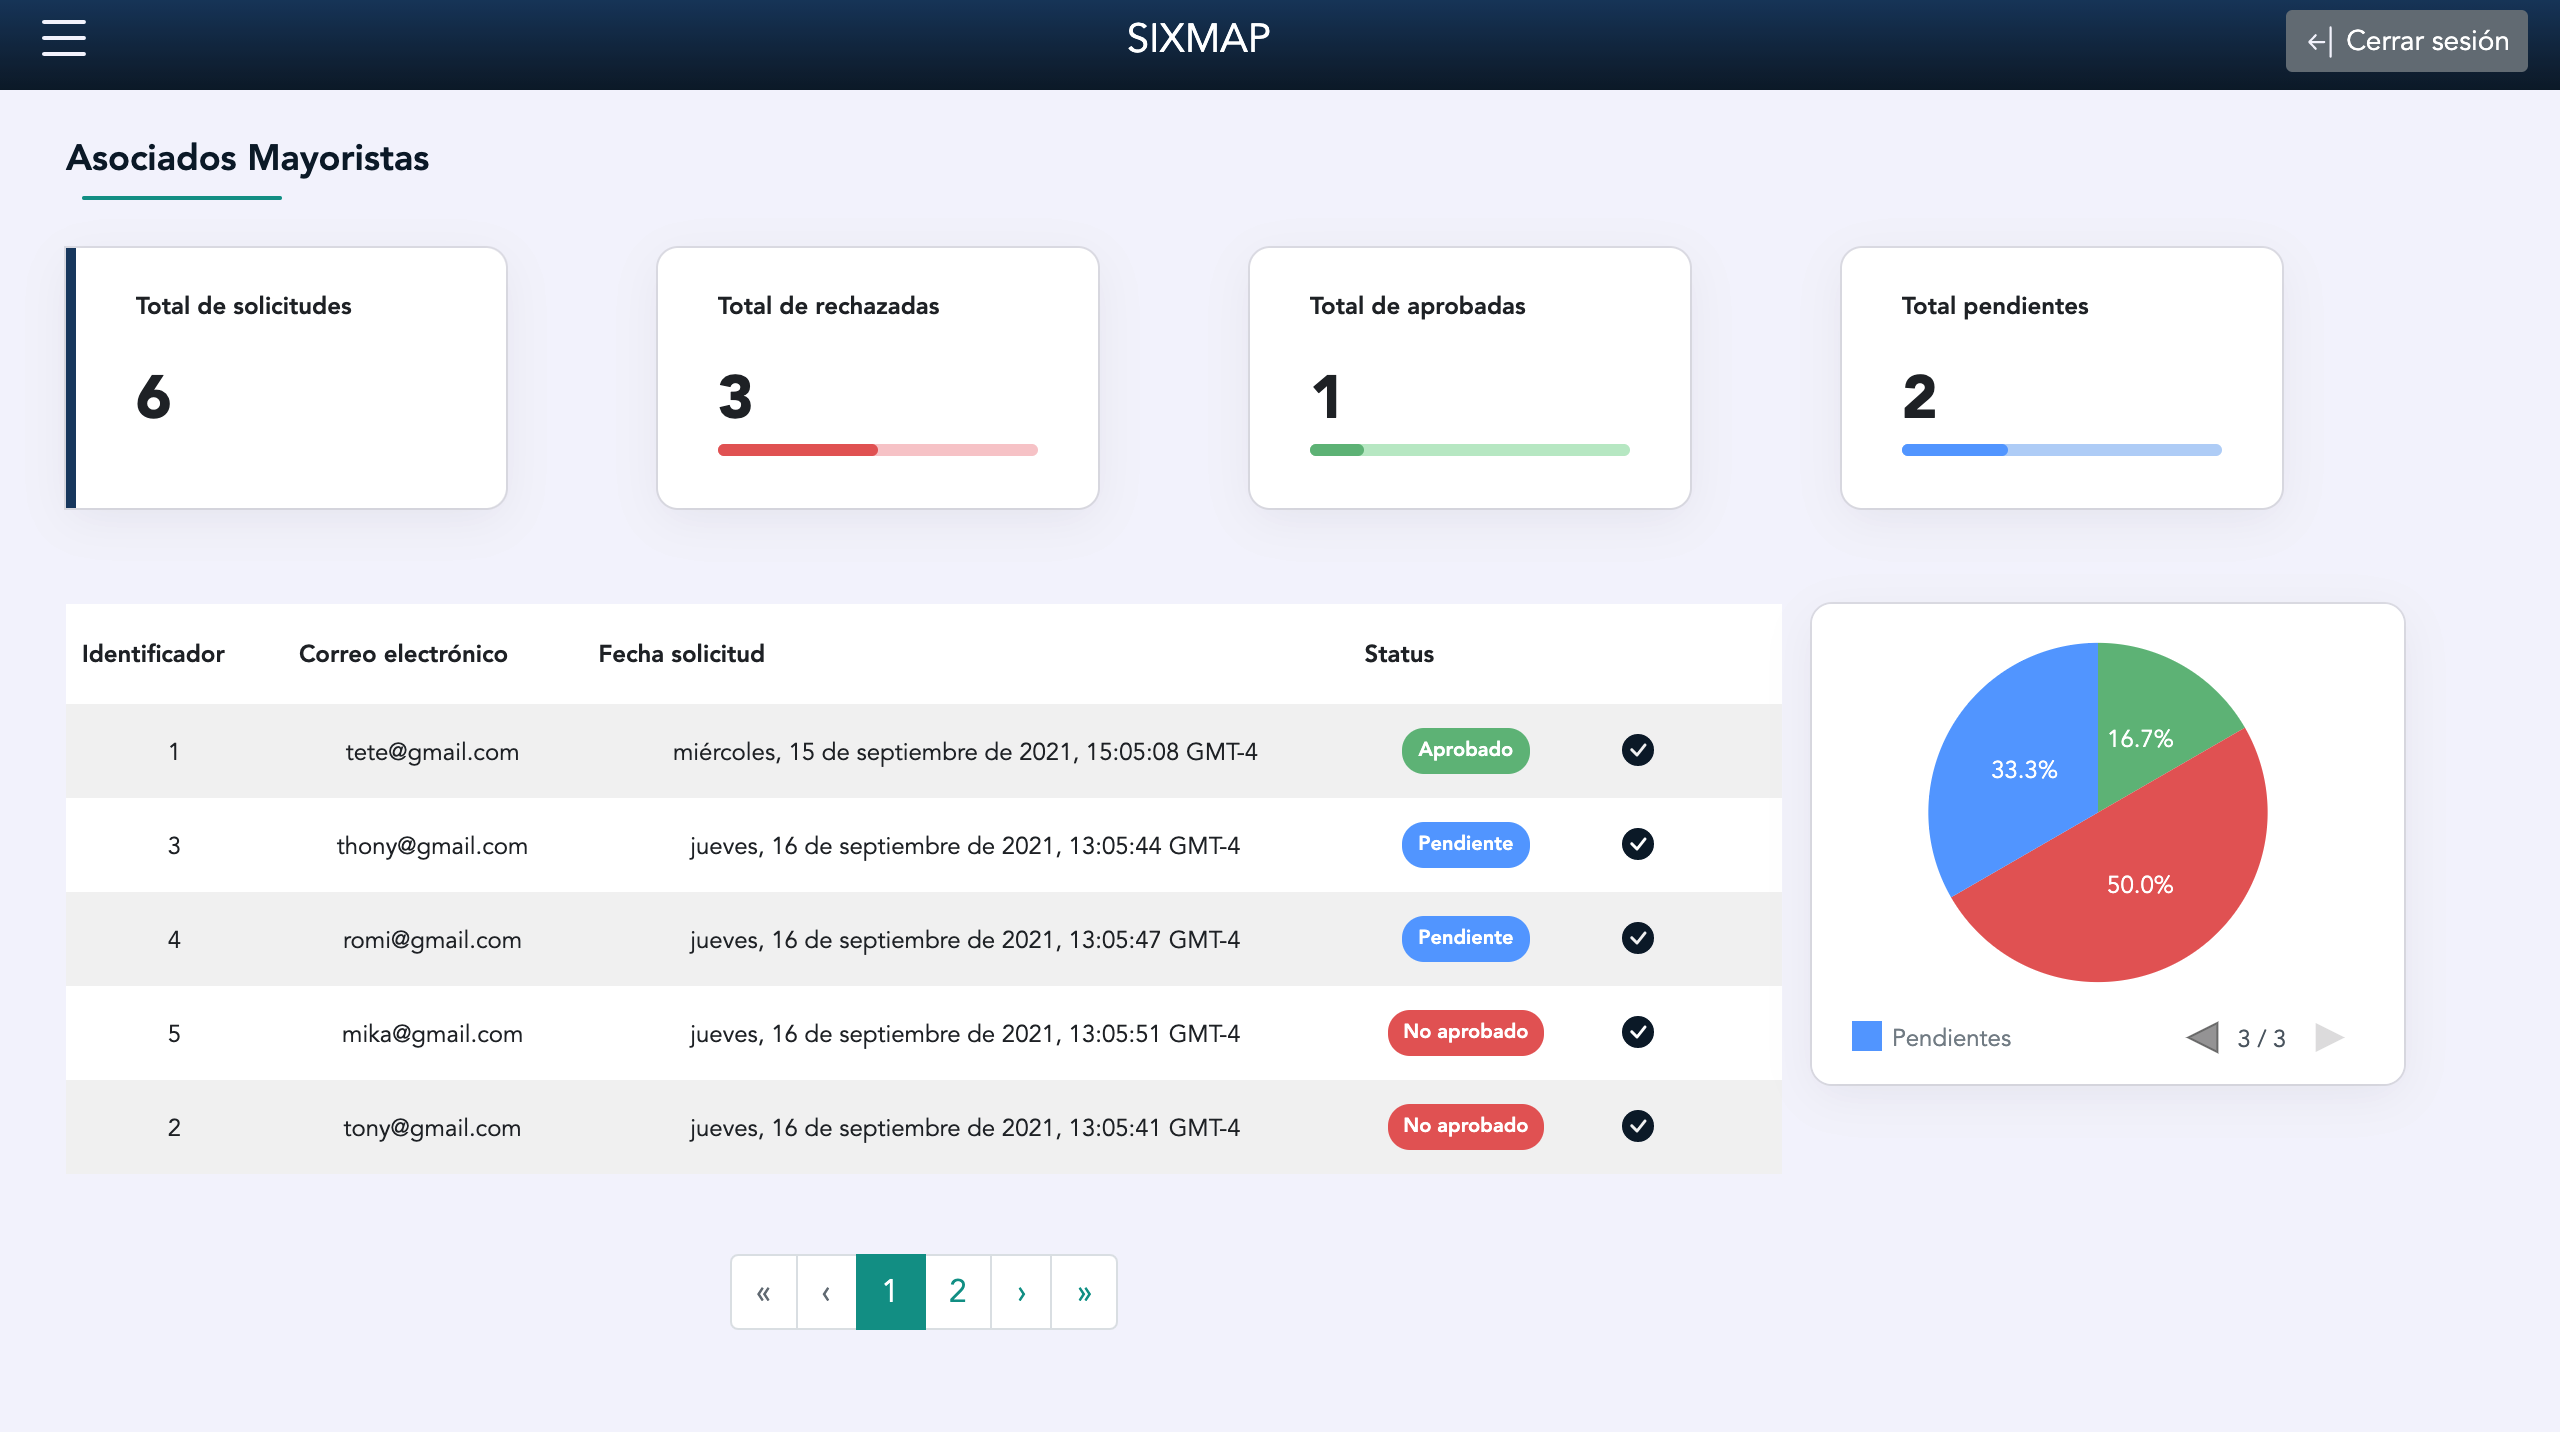 SIXMAP
Cerrar sesión
Asociados Mayoristas
Total de solicitudes
6
Total de rechazadas
3
Total de aprobadas
1
Total pendientes
2
Identificador Correo electrónico Fecha solicitud Status
1 tete@gmail.com miércoles, 15 de septiembre de 2021, 15:05:08 GMT-4 Aprobado
3 thony@gmail.com jueves, 16 de septiembre de 2021, 13:05:44 GMT-4 Pendiente
4 romi@gmail.com jueves, 16 de septiembre de 2021, 13:05:47 GMT-4 Pendiente
5 mika@gmail.com jueves, 16 de septiembre de 2021, 13:05:51 GMT-4 No aprobado
2 tony@gmail.com jueves, 16 de septiembre de 2021, 13:05:41 GMT-4 No aprobado
16.7%
33.3%
50.0%
Pendientes 3 / 3
« ‹ 1 2 › »